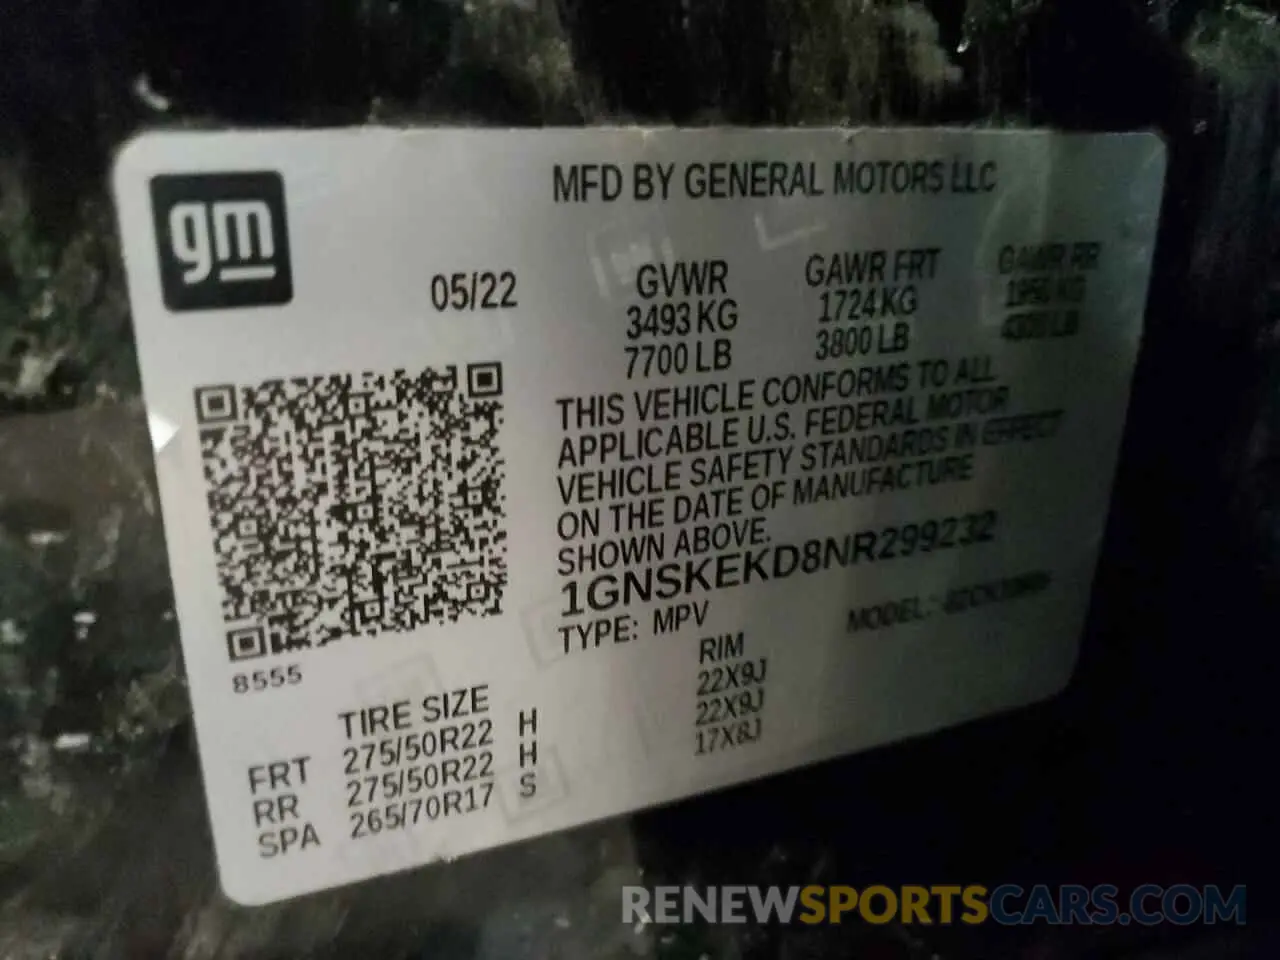 gm
MFD BY GENERAL MOTORS LLC
05/22
GVWR GAWR FRT GAWR RR
3493 KG 1724 KG
7700 LB 3800 LB
THIS VEHICLE CONFORMS TO ALL
APPLICABLE U.S. FEDERAL MOTOR
VEHICLE SAFETY STANDARDS IN EFFECT
ON THE DATE OF MANUFACTURE
SHOWN ABOVE.
1GNSKEKD8NR299232
TYPE: MPV MODEL:
8555
TIRE SIZE RIM
FRT 275/50R22 H 22X9J
RR 275/50R22 H 22X9J
SPA 265/70R17 S 17X8J
RENEWSPORTSCARS.COM